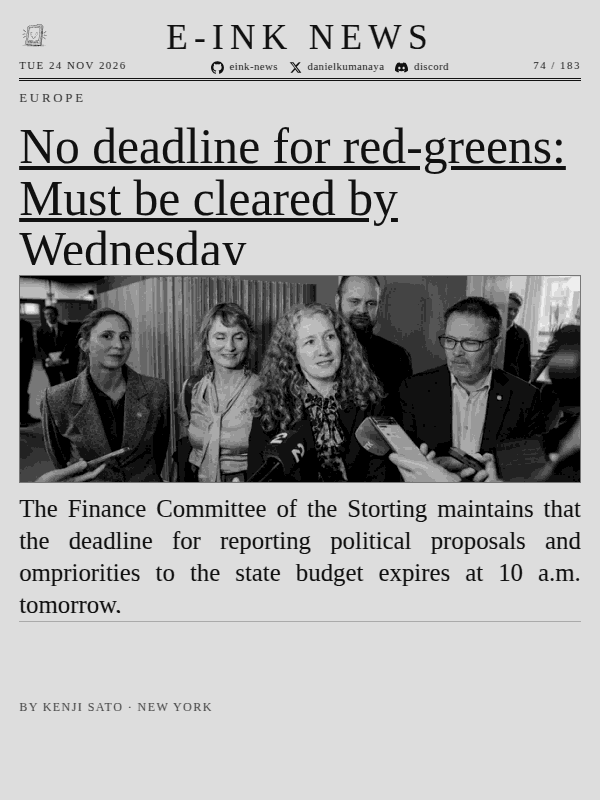 E-INK NEWS
TUE 24 NOV 2026
eink-news
danielkumanaya
discord
74 / 183
EUROPE
No deadline for red-greens:
Must be cleared by
Wednesday
The Finance Committee of the Storting maintains that
the deadline for reporting political proposals and
ompriorities to the state budget expires at 10 a.m.
tomorrow.
BY KENJI SATO · NEW YORK